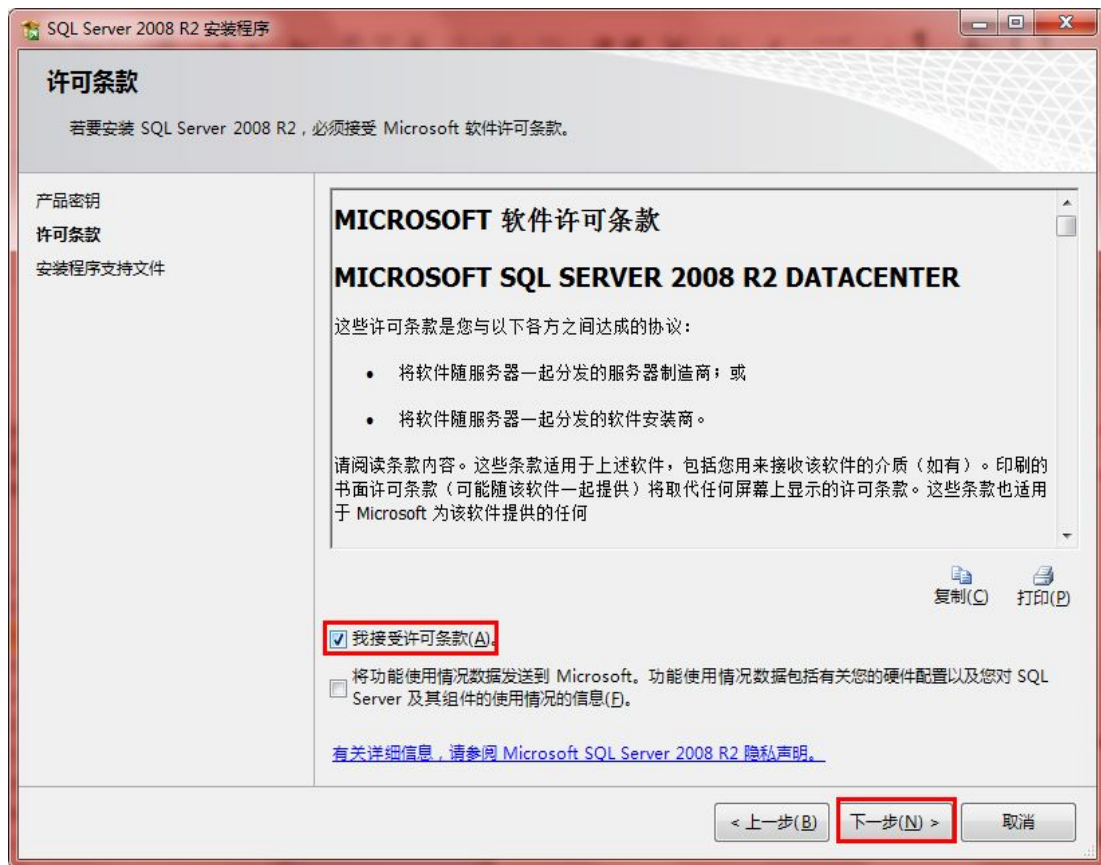 SQL Server 2008 R2 安装程序
许可条款
若要安装 SQL Server 2008 R2，必须接受 Microsoft 软件许可条款。
产品密钥
许可条款
安装程序支持文件
MICROSOFT 软件许可条款
MICROSOFT SQL SERVER 2008 R2 DATACENTER
这些许可条款是您与以下各方之间达成的协议：
• 将软件随服务器一起分发的服务器制造商；或
• 将软件随服务器一起分发的软件安装商。
请阅读条款内容。这些条款适用于上述软件，包括您用来接收该软件的介质（如有）。印刷的
书面许可条款（可能随该软件一起提供）将取代任何屏幕上显示的许可条款。这些条款也适用
于 Microsoft 为该软件提供的任何
复制(C) 打印(P)
我接受许可条款(A)。
将功能使用情况数据发送到 Microsoft。功能使用情况数据包括有关您的硬件配置以及您对 SQL
Server 及其组件的使用情况的信息(F)。
有关详细信息，请参阅 Microsoft SQL Server 2008 R2 隐私声明。
< 上一步(B) 下一步(N) > 取消